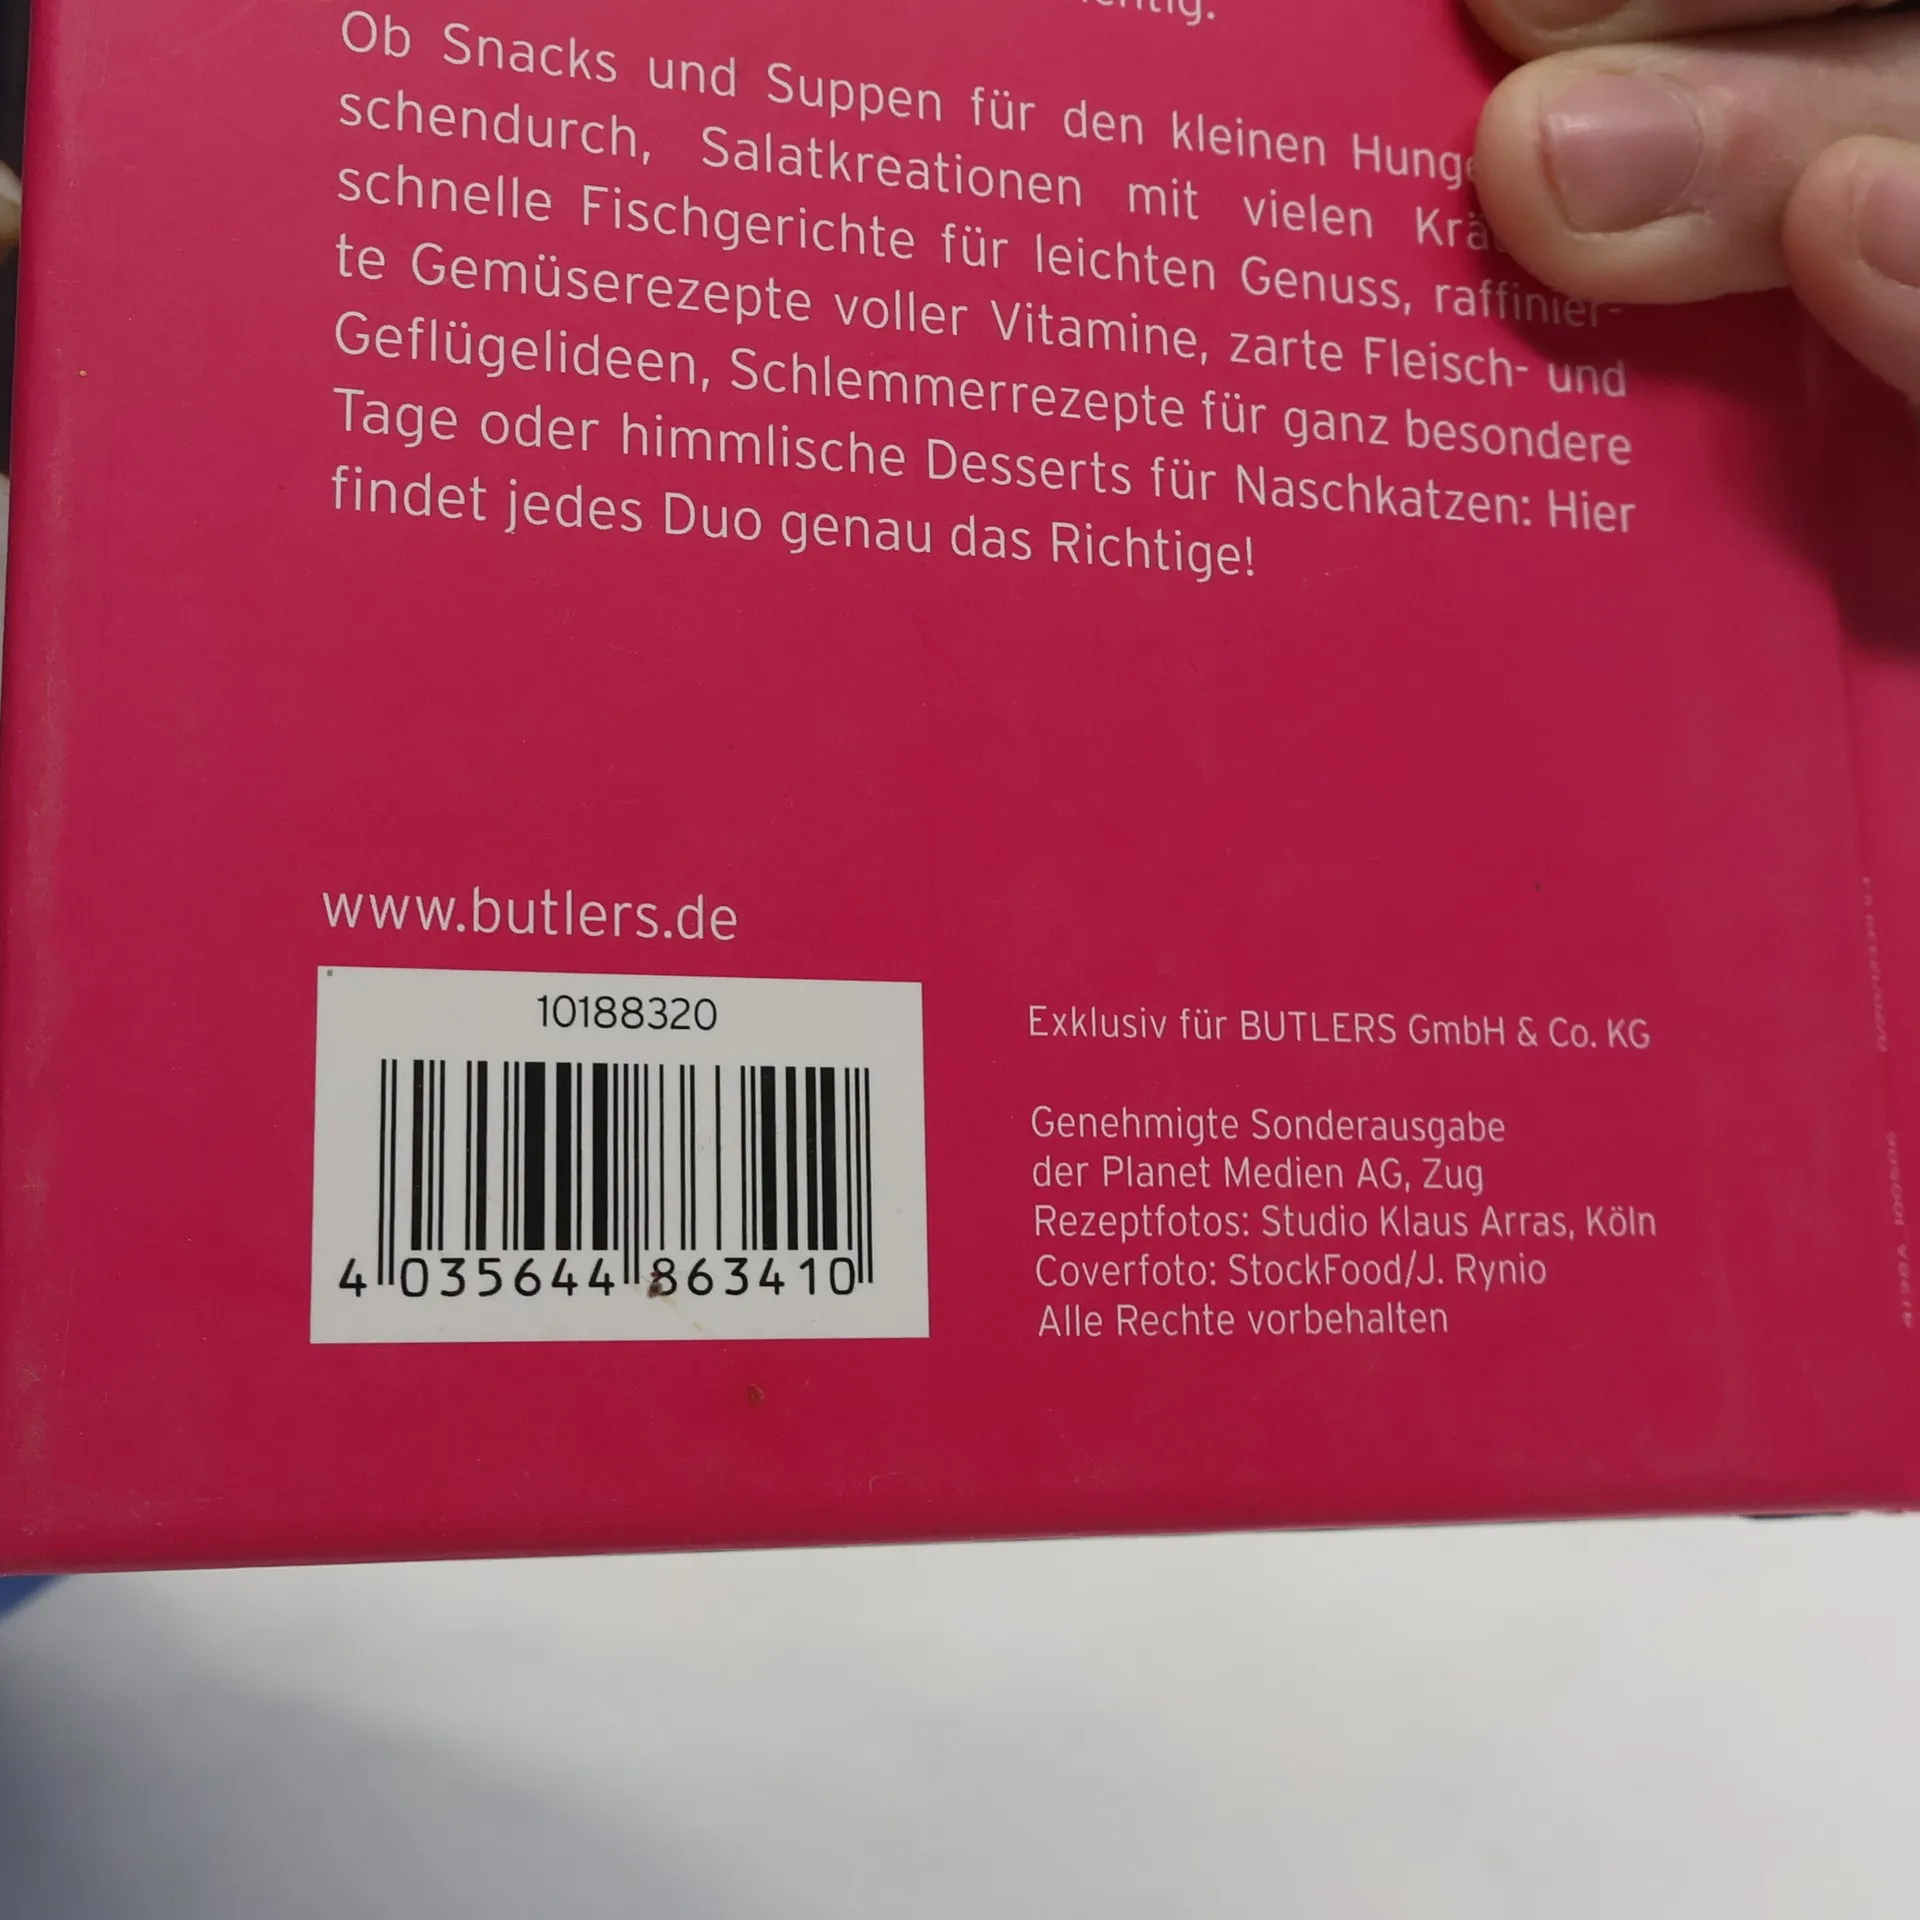 Ob Snacks und Suppen für den kleinen
schendurch, Salatkreationen mit vielen
schnelle Fischgerichte für leichten Genuss, raffinier-
te Gemüserezepte voller Vitamine, zarte Fleisch- und
Geflügelideen, Schlemmerrezepte für ganz besondere
Tage oder himmlische Desserts für Naschkatzen: Hier
findet jedes Duo genau das Richtige!
www.butlers.de
10188320
4 035644 863410
Exklusiv für BUTLERS GmbH & Co. KG
Genehmigte Sonderausgabe
der Planet Medien AG, Zug
Rezeptfotos: Studio Klaus Arras, Köln
Coverfoto: StockFood/J. Rynio
Alle Rechte vorbehalten